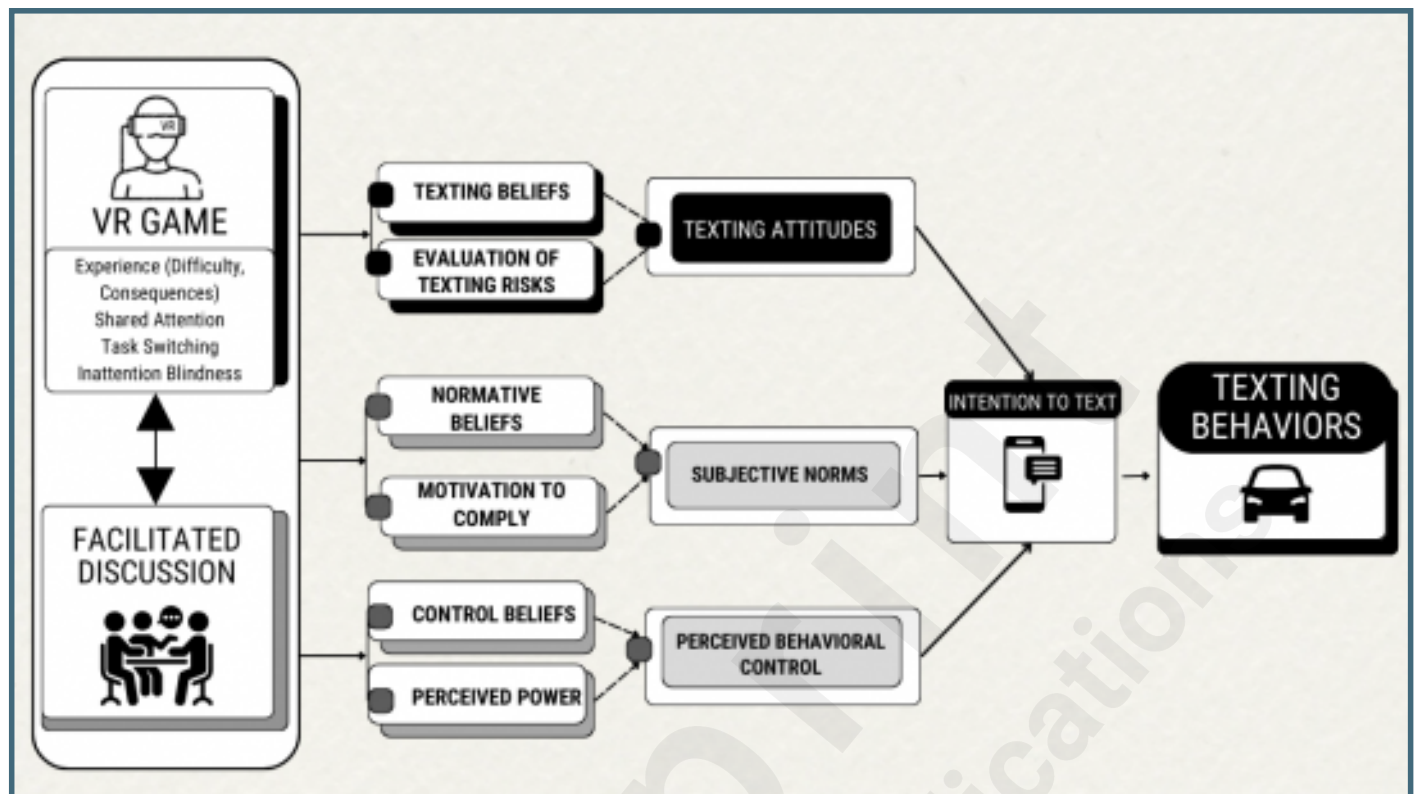 VR
VR GAME
Experience (Difficulty,
Consequences)
Shared Attention
Task Switching
Inattention Blindness
FACILITATED
DISCUSSION
TEXTING BELIEFS
EVALUATION OF
TEXTING RISKS
NORMATIVE
BELIEFS
MOTIVATION TO
COMPLY
CONTROL BELIEFS
PERCEIVED POWER
TEXTING ATTITUDES
SUBJECTIVE NORMS
PERCEIVED BEHAVIORAL
CONTROL
INTENTION TO TEXT
TEXTING
BEHAVIORS